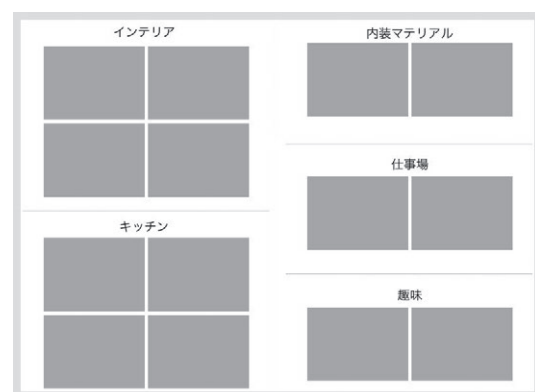 インテリア
キッチン
内装マテリアル
仕事場
趣味